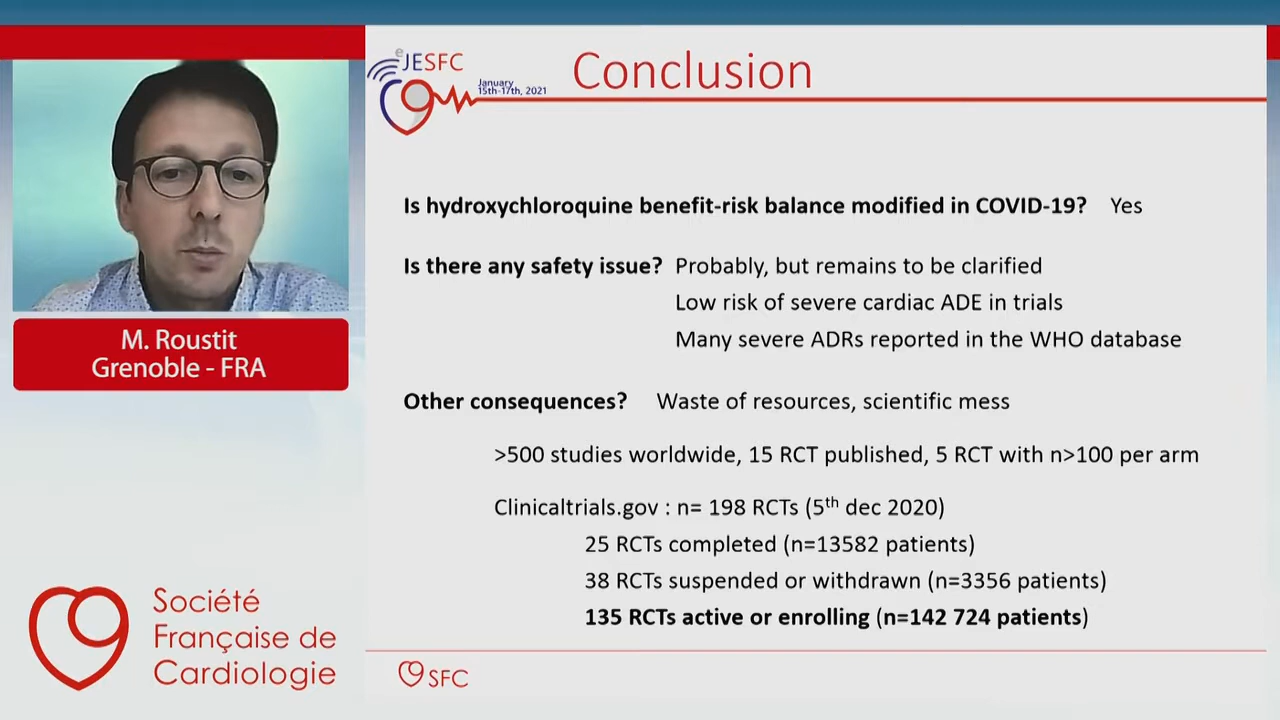 eJESFC
January
15th-17th, 2021
Conclusion
M. Roustit
Grenoble - FRA
Is hydroxychloroquine benefit-risk balance modified in COVID-19? Yes
Is there any safety issue? Probably, but remains to be clarified
Low risk of severe cardiac ADE in trials
Many severe ADRs reported in the WHO database
Other consequences? Waste of resources, scientific mess
>500 studies worldwide, 15 RCT published, 5 RCT with n>100 per arm
Clinicaltrials.gov : n= 198 RCTs (5th dec 2020)
25 RCTs completed (n=13582 patients)
38 RCTs suspended or withdrawn (n=3356 patients)
135 RCTs active or enrolling (n=142 724 patients)
Société
Française de
Cardiologie
SFC